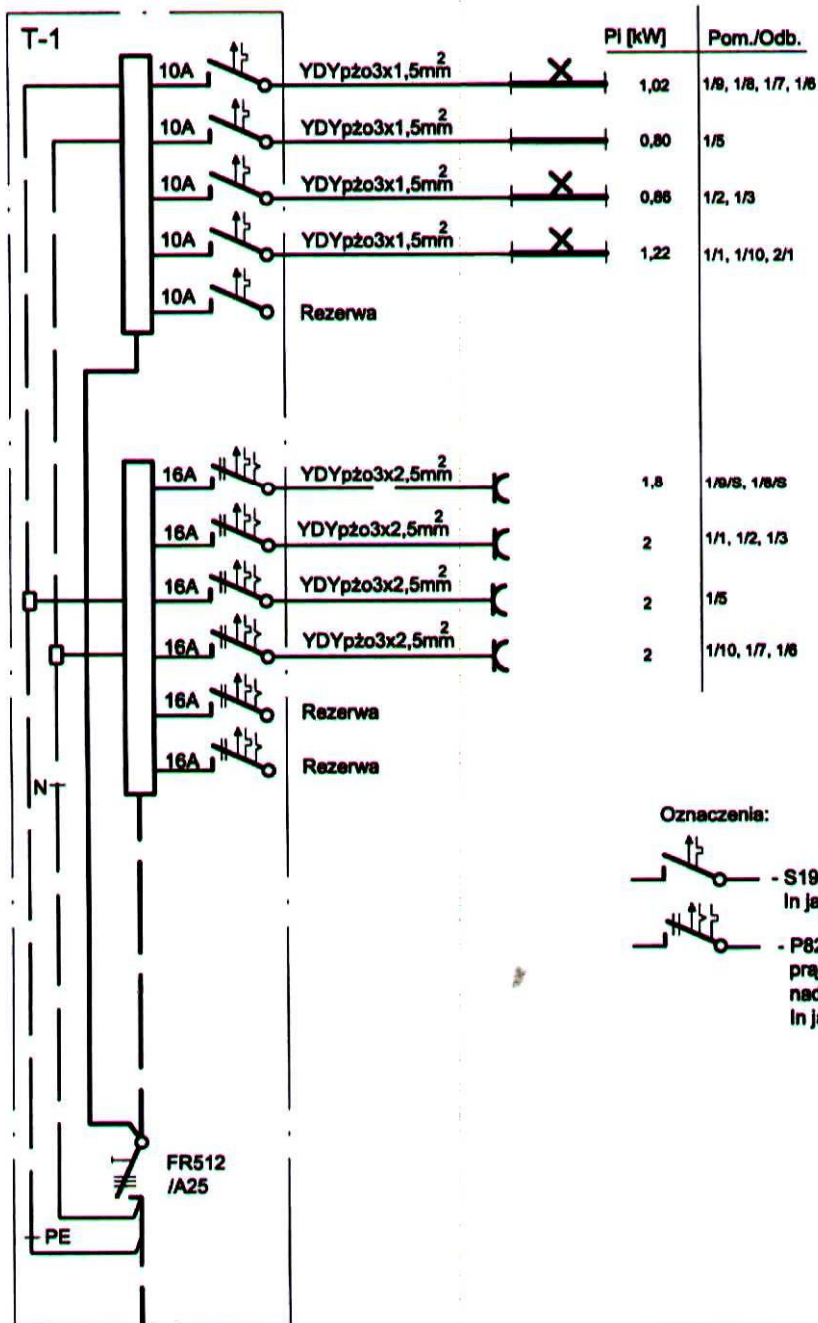 T-1 PI [kW] Pom./Odb.
10A YDYpżo3x1,5mm² 1,02 1/9, 1/8, 1/7, 1/6
10A YDYpżo3x1,5mm² 0,80 1/5
10A YDYpżo3x1,5mm² 0,86 1/2, 1/3
10A YDYpżo3x1,5mm² 1,22 1/1, 1/10, 2/1
10A Rezerwa
16A YDYpżo3x2,5mm² 1,8 1/9/S, 1/8/S
16A YDYpżo3x2,5mm² 2 1/1, 1/2, 1/3
16A YDYpżo3x2,5mm² 2 1/5
16A YDYpżo3x2,5mm² 2 1/10, 1/7, 1/6
16A Rezerwa
16A Rezerwa
N
Oznaczenia:
- S19
In ja
- P82
prą
nad
In ja
FR512
/A25
PE